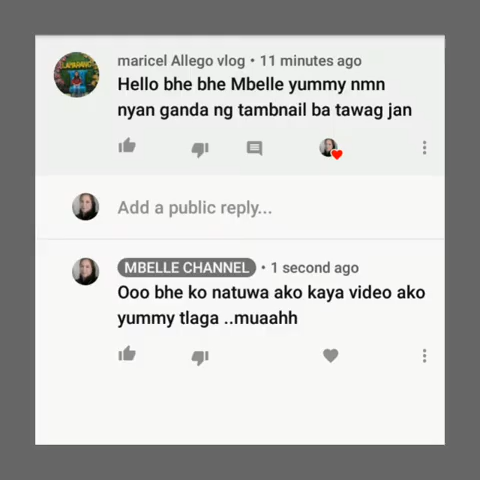 maricel Allego vlog • 11 minutes ago
Hello bhe bhe Mbelle yummy nmn
nyan ganda ng tambnail ba tawag jan
Add a public reply...
MBELLE CHANNEL • 1 second ago
Ooo bhe ko natuwa ako kaya video ako
yummy tlaga ..muaahh